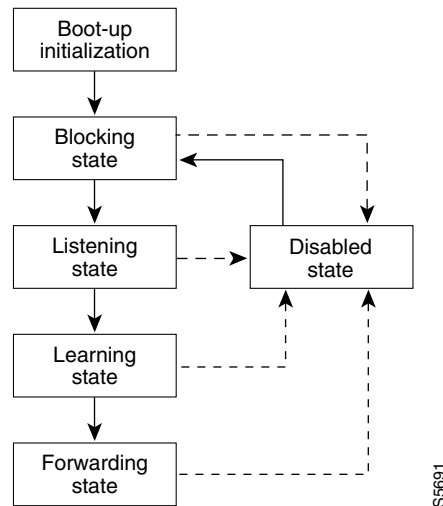 Boot-up
initialization
Blocking
state
Listening
state
Disabled
state
Learning
state
Forwarding
state
S5691